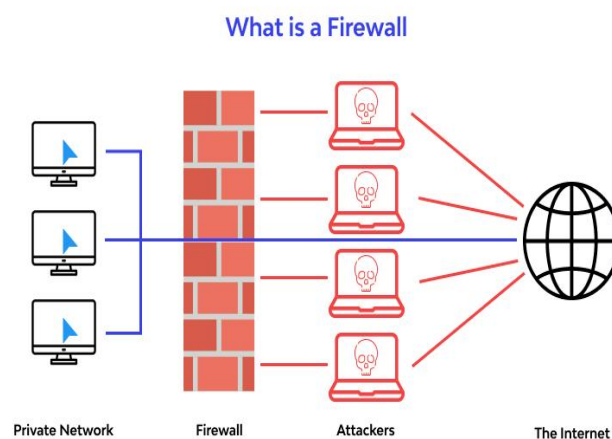 What is a Firewall
Private Network
Firewall
Attackers
The Internet